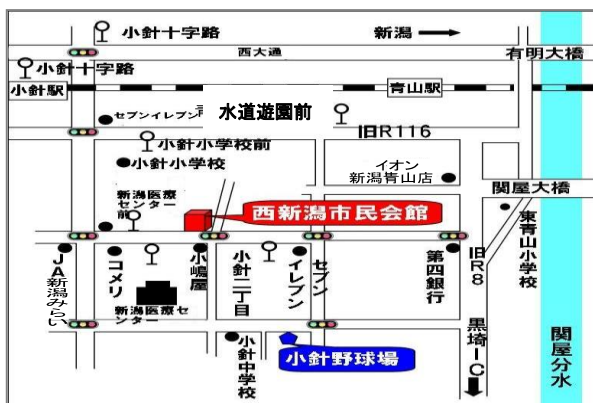 小針十字路
新潟
西大通
有明大橋
小針十字路
小針駅
青山駅
セブンイレブン
水道遊園前
小針小学校前
旧R116
小針小学校
イオン
新潟青山店
関屋大橋
新潟医療
センター
前
西新潟市民会館
東青山小学校
JA新潟みらい
コメリ
小嶋屋
小針二丁目
セブン
イレブン
第四銀行
旧R8
新潟医療セ
ンター
黒埼IC
関屋分水
小針中学校
小針野球場